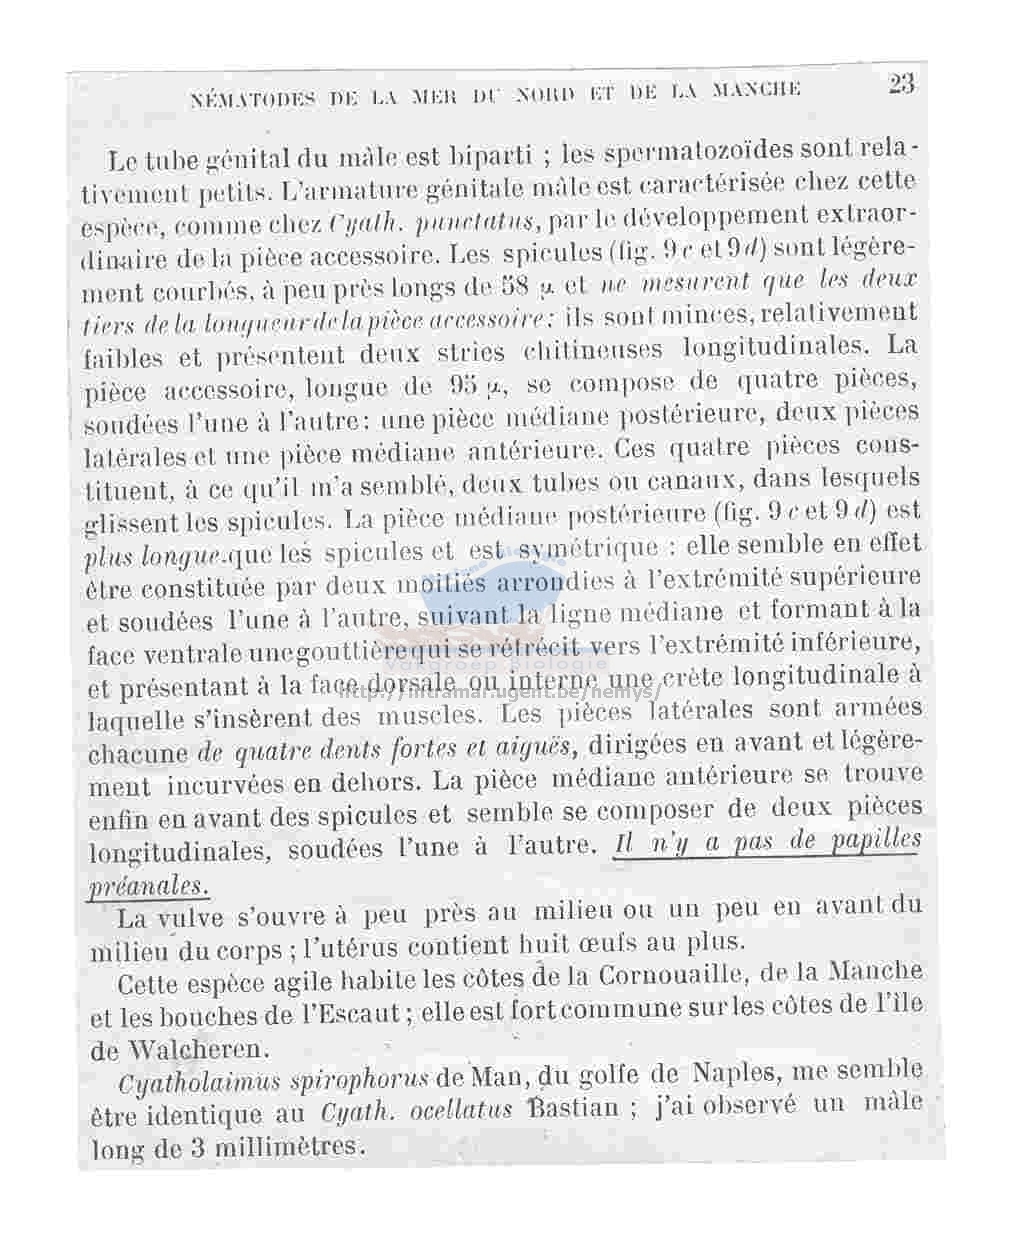 NÉMATODES DE LA MER DU NORD ET DE LA MANCHE 23
Le tube génital du mâle est biparti ; les spermatozoïdes sont rela-
tivement petits. L'armature génitale mâle est caractérisée chez cette
espèce, comme chez Cyath. punctatus, par le développement extraor-
dinaire de la pièce accessoire. Les spicules (fig. 9 c et 9 d) sont légère-
ment courbés, à peu près longs de 58 µ et ne mesurent que les deux
tiers de la longueur de la pièce accessoire: ils sont minces, relativement
faibles et présentent deux stries chitineuses longitudinales. La
pièce accessoire, longue de 95 µ, se compose de quatre pièces,
soudées l'une à l'autre: une pièce médiane postérieure, deux pièces
latérales et une pièce médiane antérieure. Ces quatre pièces cons-
tituent, à ce qu'il m'a semblé, deux tubes ou canaux, dans lesquels
glissent les spicules. La pièce médiane postérieure (fig. 9 c et 9 d) est
plus longue que les spicules et est symétrique : elle semble en effet
être constituée par deux moitiés arrondies à l'extrémité supérieure
et soudées l'une à l'autre, suivant la ligne médiane et formant à la
face ventrale une gouttière qui se rétrécit vers l'extrémité inférieure,
Vakgroep Biologie
et présentant à la face dorsale ou interne une crète longitudinale à
http://intramar.ugent.be/nemys/
laquelle s'insèrent des muscles. Les pièces latérales sont armées
chacune de quatre dents fortes et aiguës, dirigées en avant et légère-
ment incurvées en dehors. La pièce médiane antérieure se trouve
enfin en avant des spicules et semble se composer de deux pièces
longitudinales, soudées l'une à l'autre. Il n'y a pas de papilles
préanales.
La vulve s'ouvre à peu près au milieu ou un peu en avant du
milieu du corps ; l'utérus contient huit œufs au plus.
Cette espèce agile habite les côtes de la Cornouaille, de la Manche
et les bouches de l'Escaut ; elle est fort commune sur les côtes de l'île
de Walcheren.
Cyatholaimus spirophorus de Man, du golfe de Naples, me semble
être identique au Cyath. ocellatus Bastian ; j'ai observé un mâle
long de 3 millimètres.